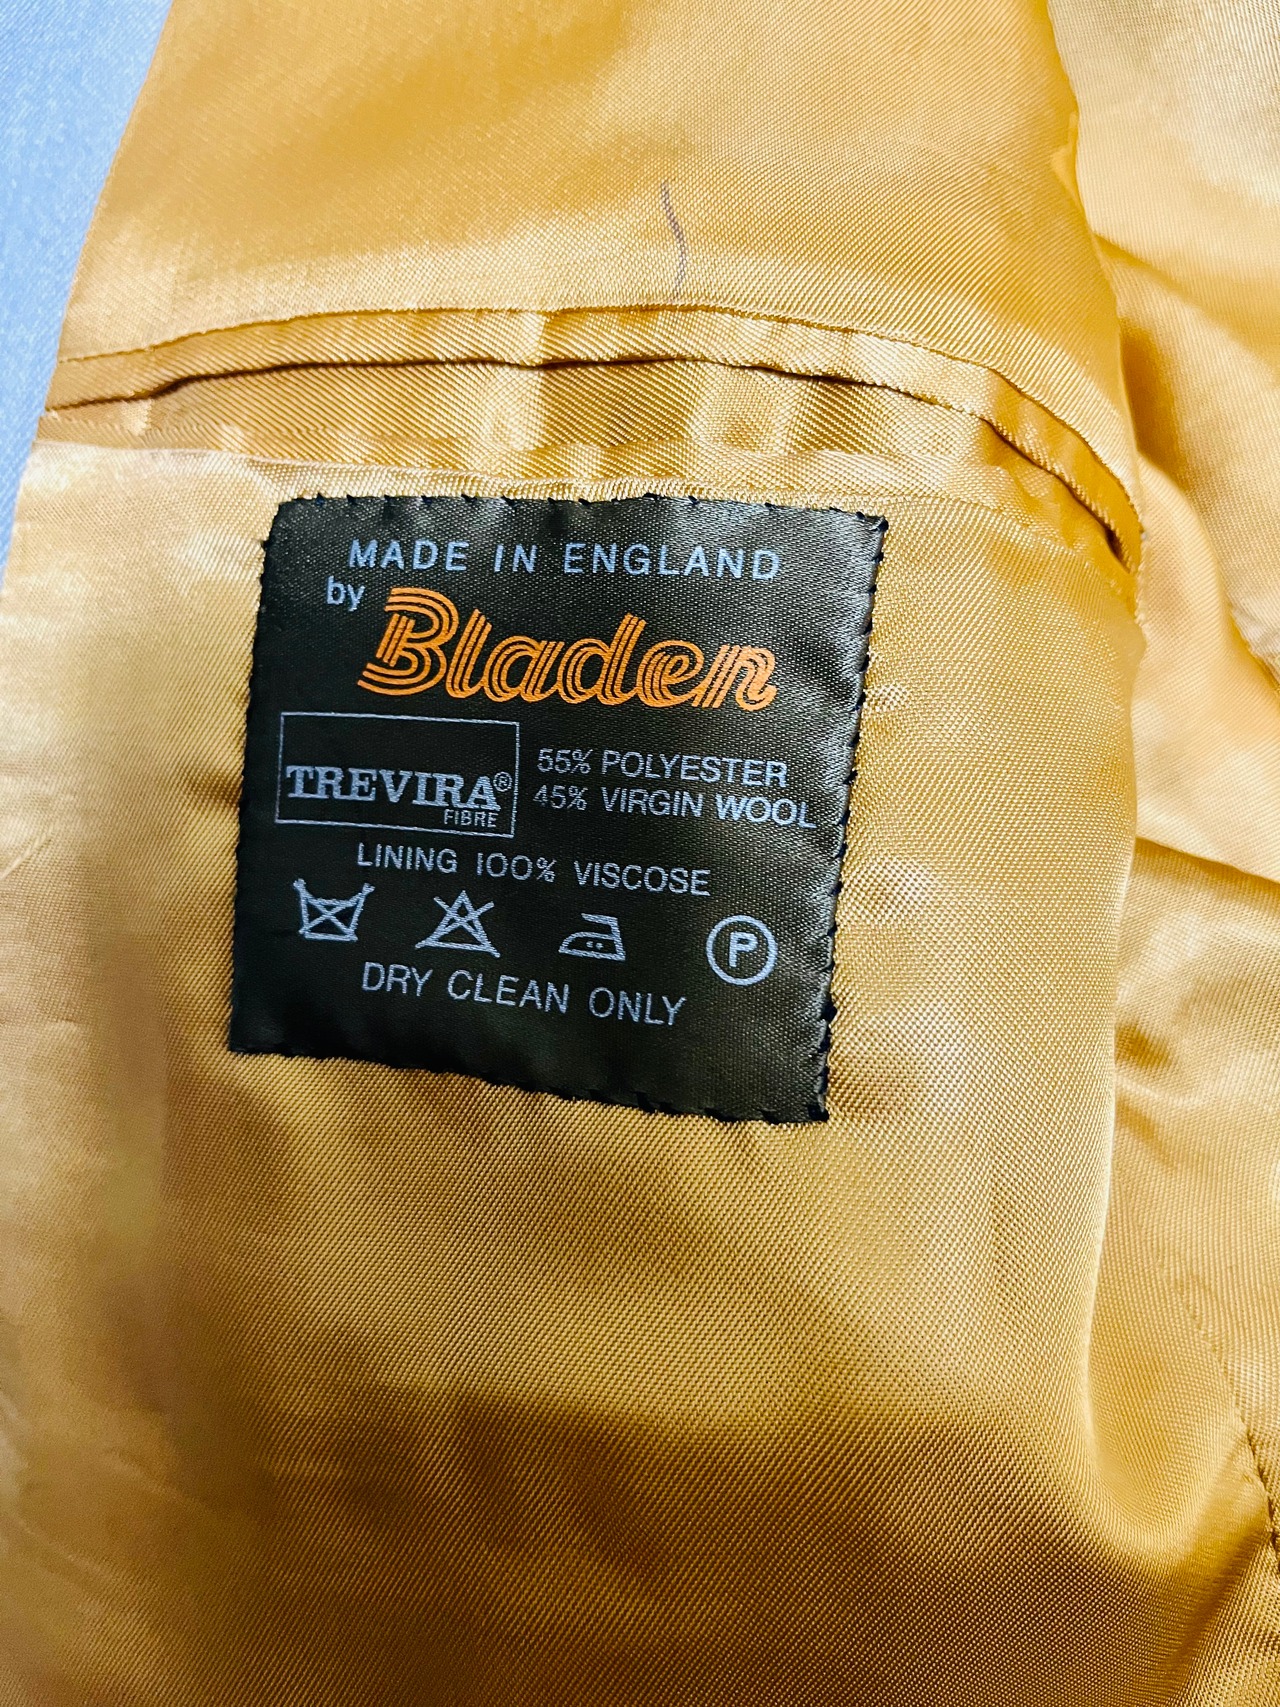 MADE IN ENGLAND
by Bladen
TREVIRA®
FIBRE
55% POLYESTER
45% VIRGIN WOOL
LINING 100% VISCOSE
P
DRY CLEAN ONLY